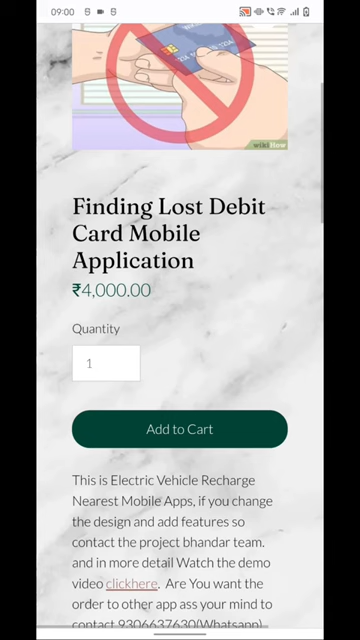 09:00
wikiHow
Finding Lost Debit
Card Mobile
Application
₹4,000.00
Quantity
1
Add to Cart
This is Electric Vehicle Recharge
Nearest Mobile Apps, if you change
the design and add features so
contact the project bhandar team.
and in more detail Watch the demo
video clickhere. Are You want the
order to other app ass your mind to
contact 9306637630(Whatsapp)